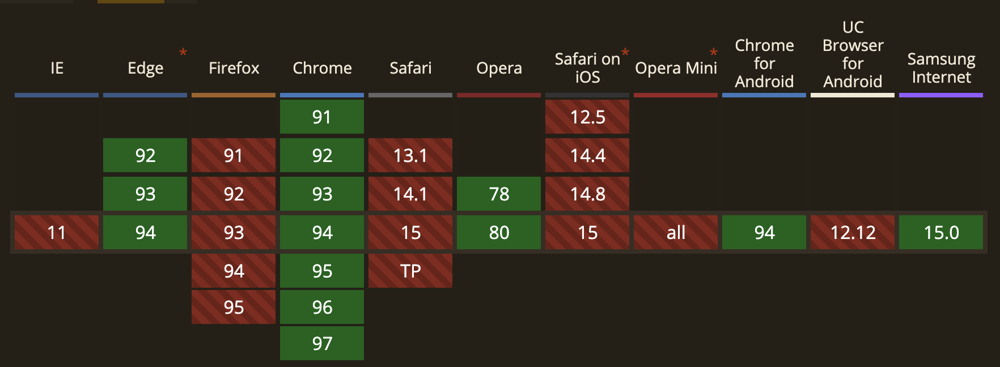 IE
Edge
*
Firefox
Chrome
Safari
Opera
Safari on
iOS
*
Opera Mini
*
Chrome
for
Android
UC
Browser
for
Android
Samsung
Internet
91 12.5
92 91 92 13.1 14.4
93 92 93 14.1 78 14.8
11 94 93 94 15 80 15 all 94 12.12 15.0
94 95 TP
95 96
97